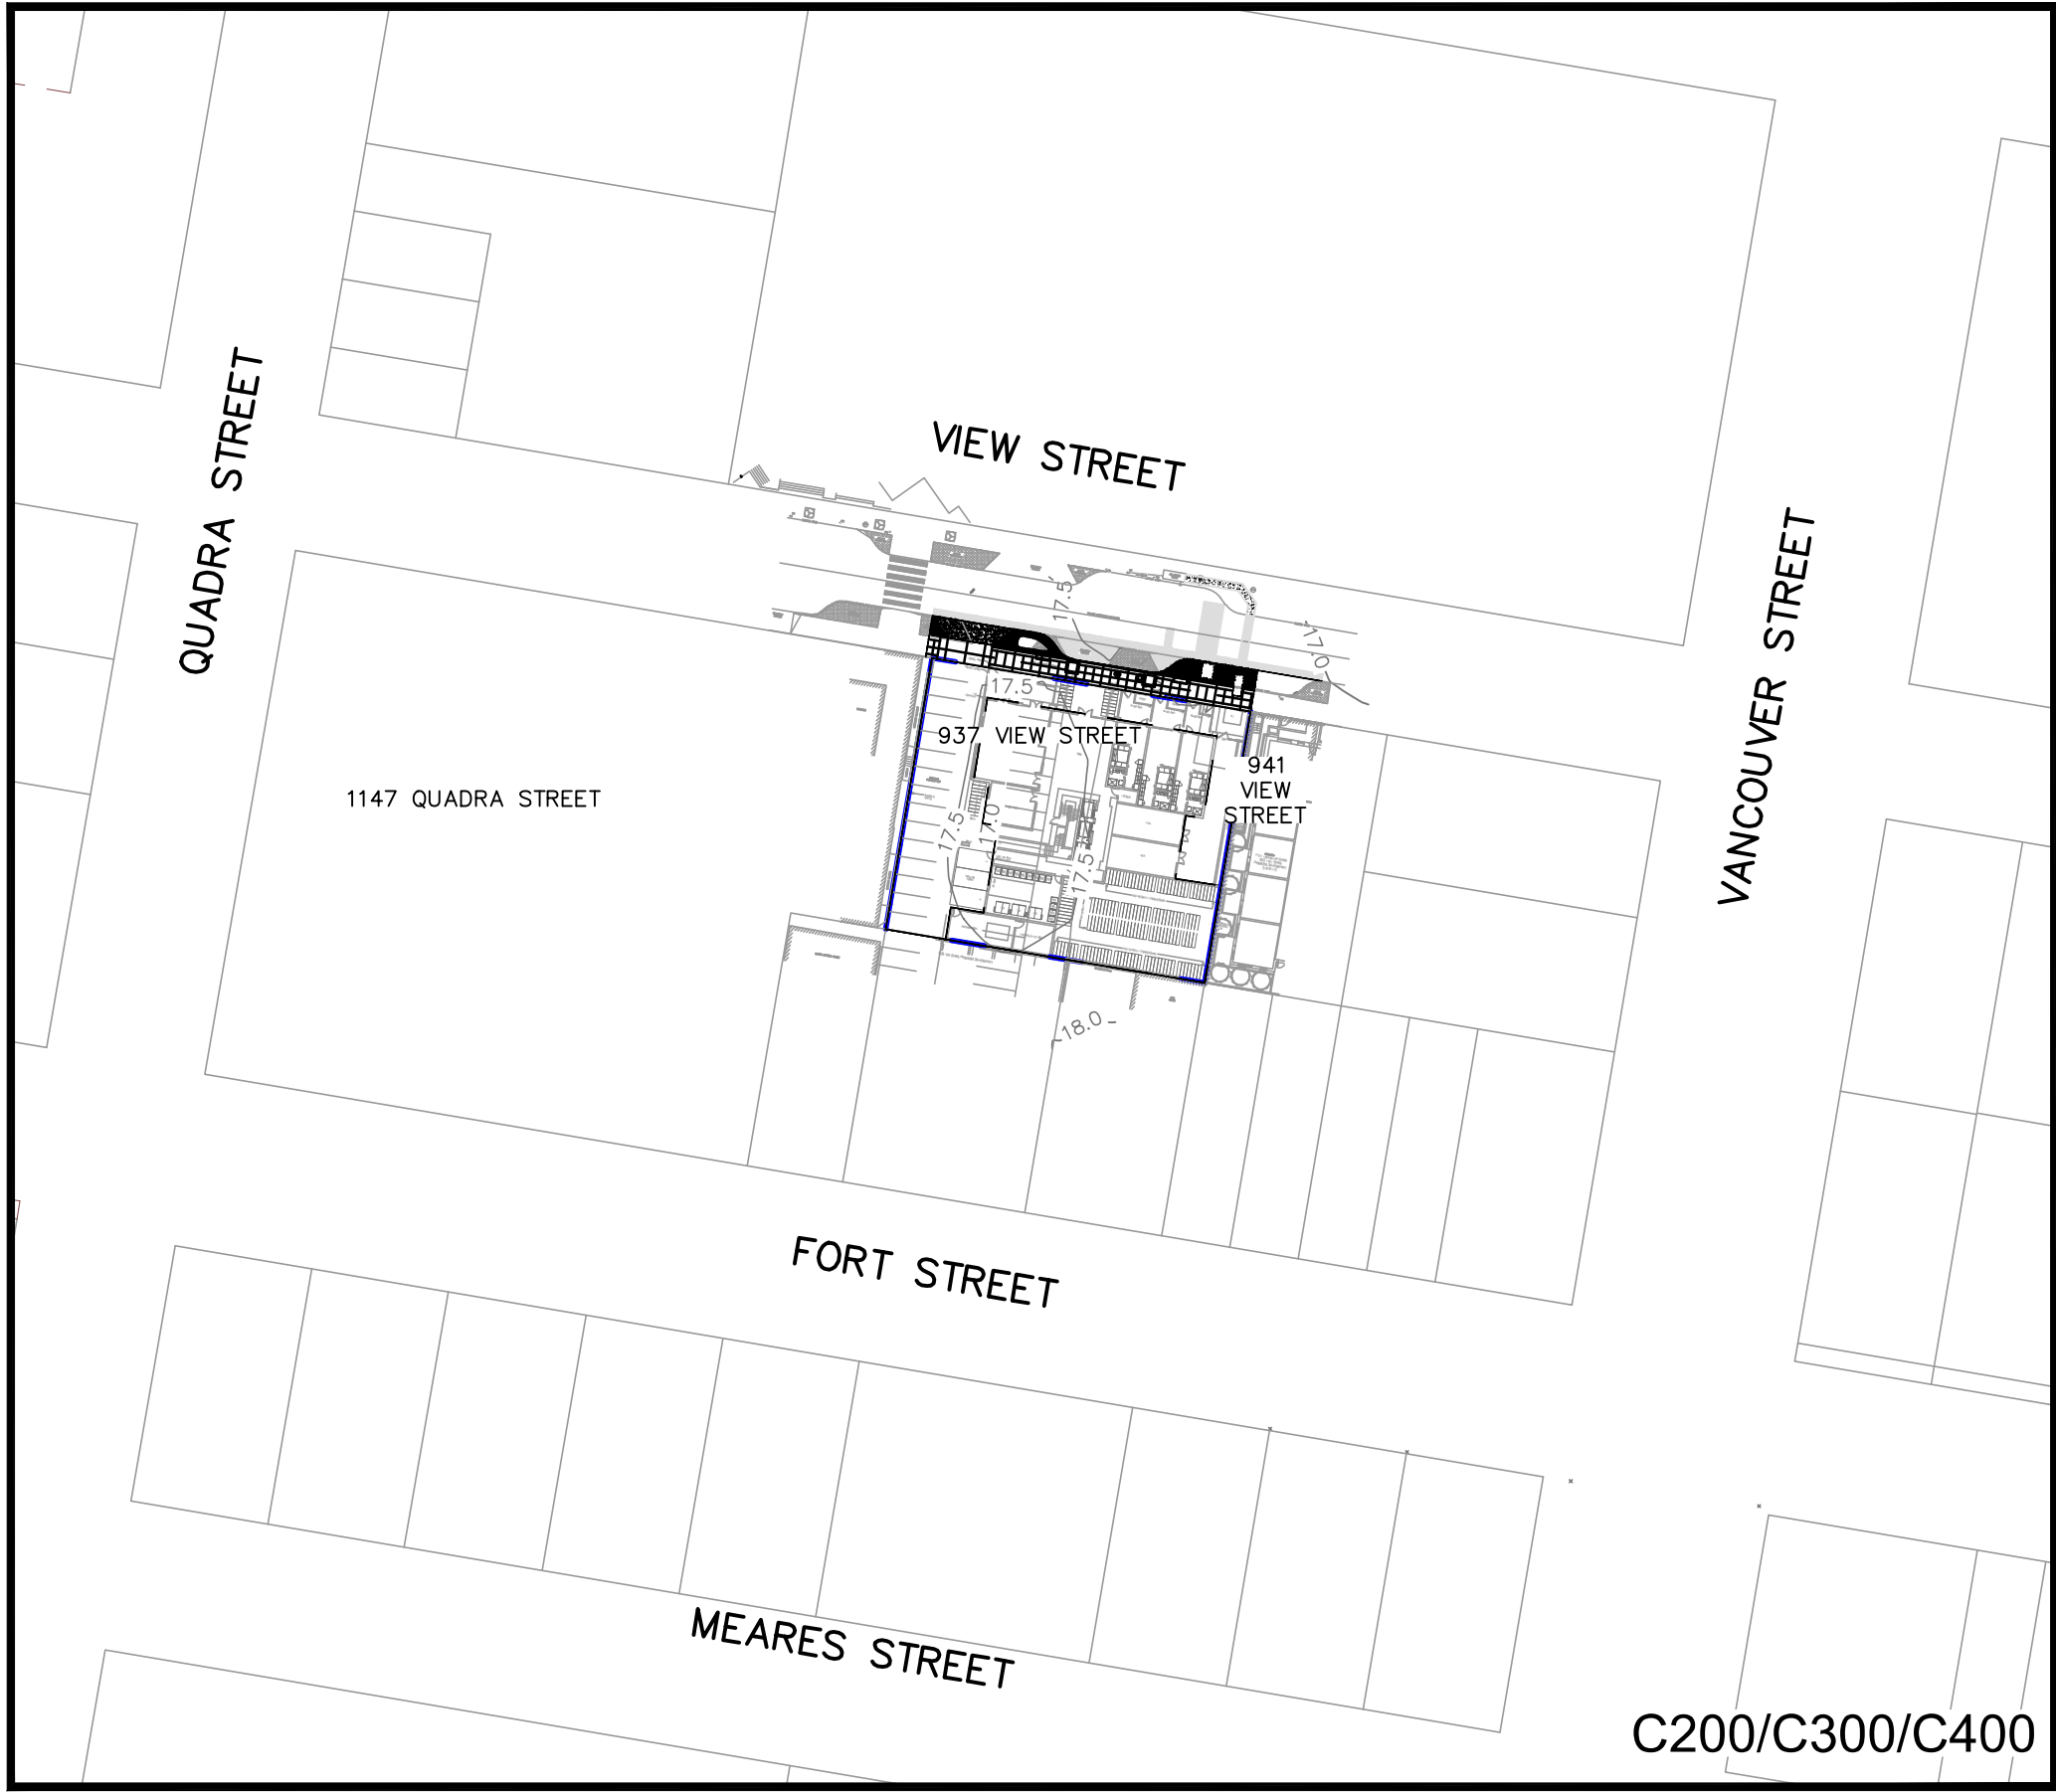 VIEW STREET
QUADRA STREET
VANCOUVER STREET
17.5
17.0
17.5
937 VIEW STREET
941
VIEW
STREET
1147 QUADRA STREET
17.5
17.0
17.5
18.0
FORT STREET
MEARES STREET
C200/C300/C400